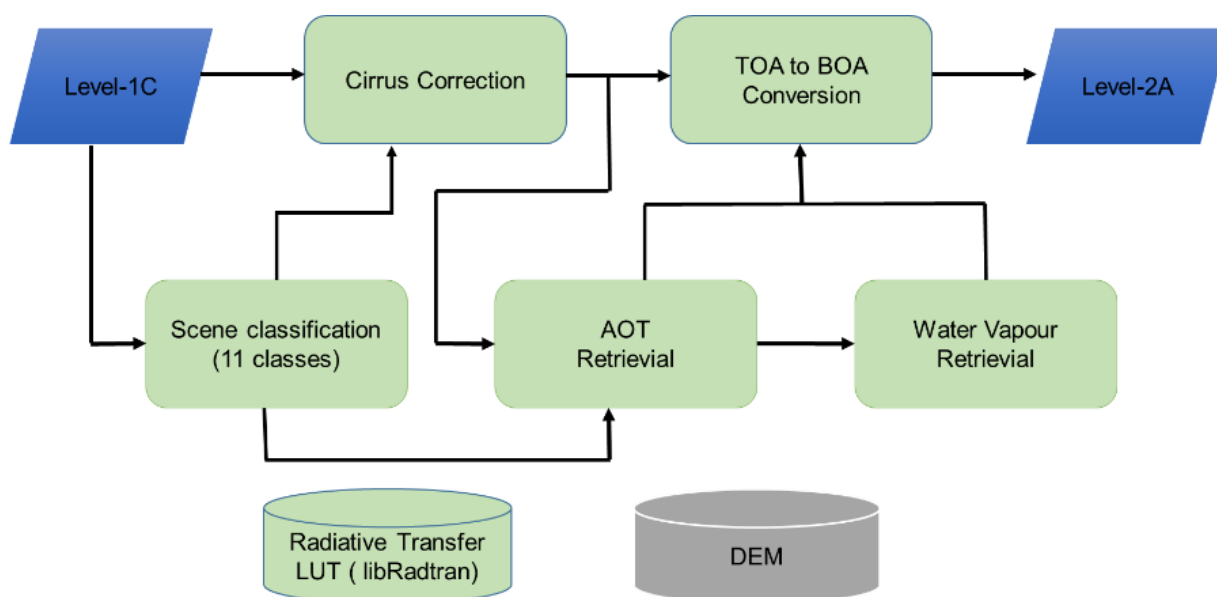 Level-1C
Cirrus Correction
TOA to BOA
Conversion
Level-2A
Scene classification
(11 classes)
AOT
Retrievial
Water Vapour
Retrievial
Radiative Transfer
LUT ( libRadtran)
DEM